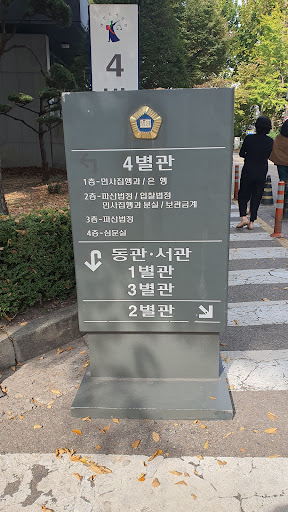 4
4별관
1층-민사집행과 / 은 행
2층-파산법정 / 입찰법정
민사집행과 분실 / 보관금계
3층-파산법정
4층-심문실
동관·서관
1별관
3별관
2별관